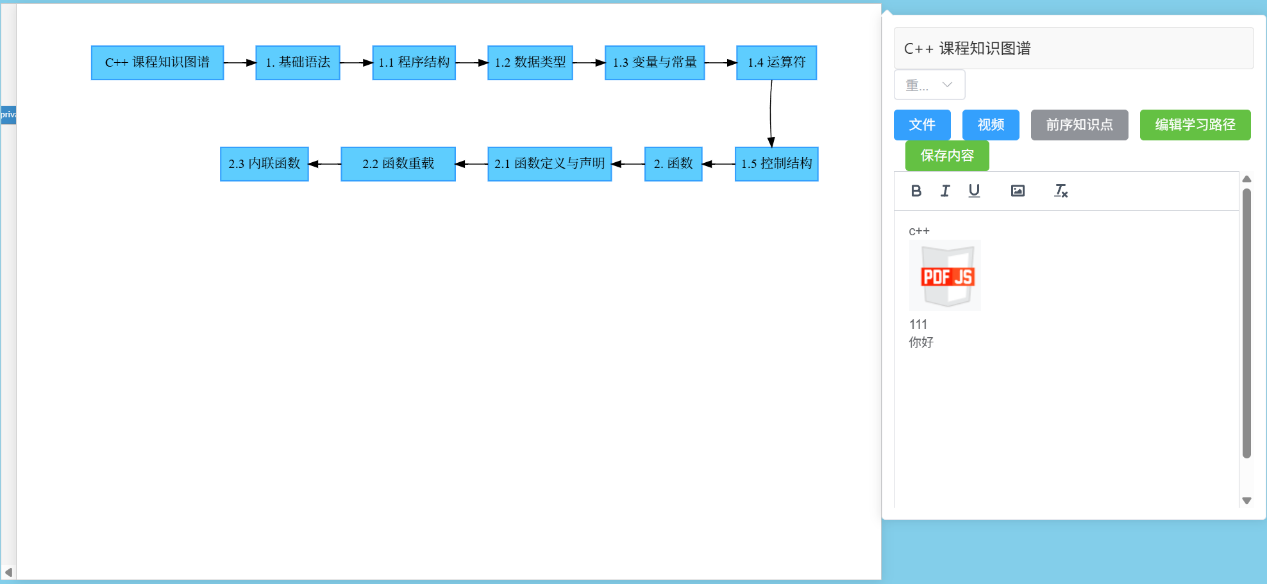 C++ 课程知识图谱
1. 基础语法
1.1 程序结构
1.2 数据类型
1.3 变量与常量
1.4 运算符
2.3 内联函数
2.2 函数重载
2.1 函数定义与声明
2. 函数
1.5 控制结构
priv
C++ 课程知识图谱
重...
文件
视频
前序知识点
编辑学习路径
保存内容
B I U
c++
PDF JS
111
你好